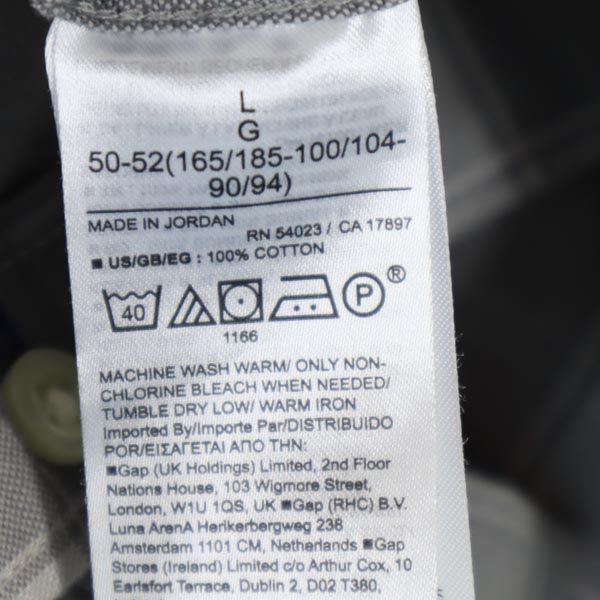 L
G
50-52(165/185-100/104-
90/94)
MADE IN JORDAN
RN 54023 / CA 17897
■ US/GB/EG : 100% COTTON
40
P
®
1166
MACHINE WASH WARM/ ONLY NON-
CHLORINE BLEACH WHEN NEEDED/
TUMBLE DRY LOW/ WARM IRON
Imported By/Importe Par/DISTRIBUIDO
POR/ΕΙΣΑΓΕΤΑΙ ΑΠΟ ΤΗΝ:
■Gap (UK Holdings) Limited, 2nd Floor
Nations House, 103 Wigmore Street,
London, W1U 1QS, UK ■Gap (RHC) B.V.
Luna ArenA Herikerbergweg 238
Amsterdam 1101 CM, Netherlands ■Gap
Stores (Ireland) Limited c/o Arthur Cox, 10
Earlsfort Terrace, Dublin 2, D02 T380,